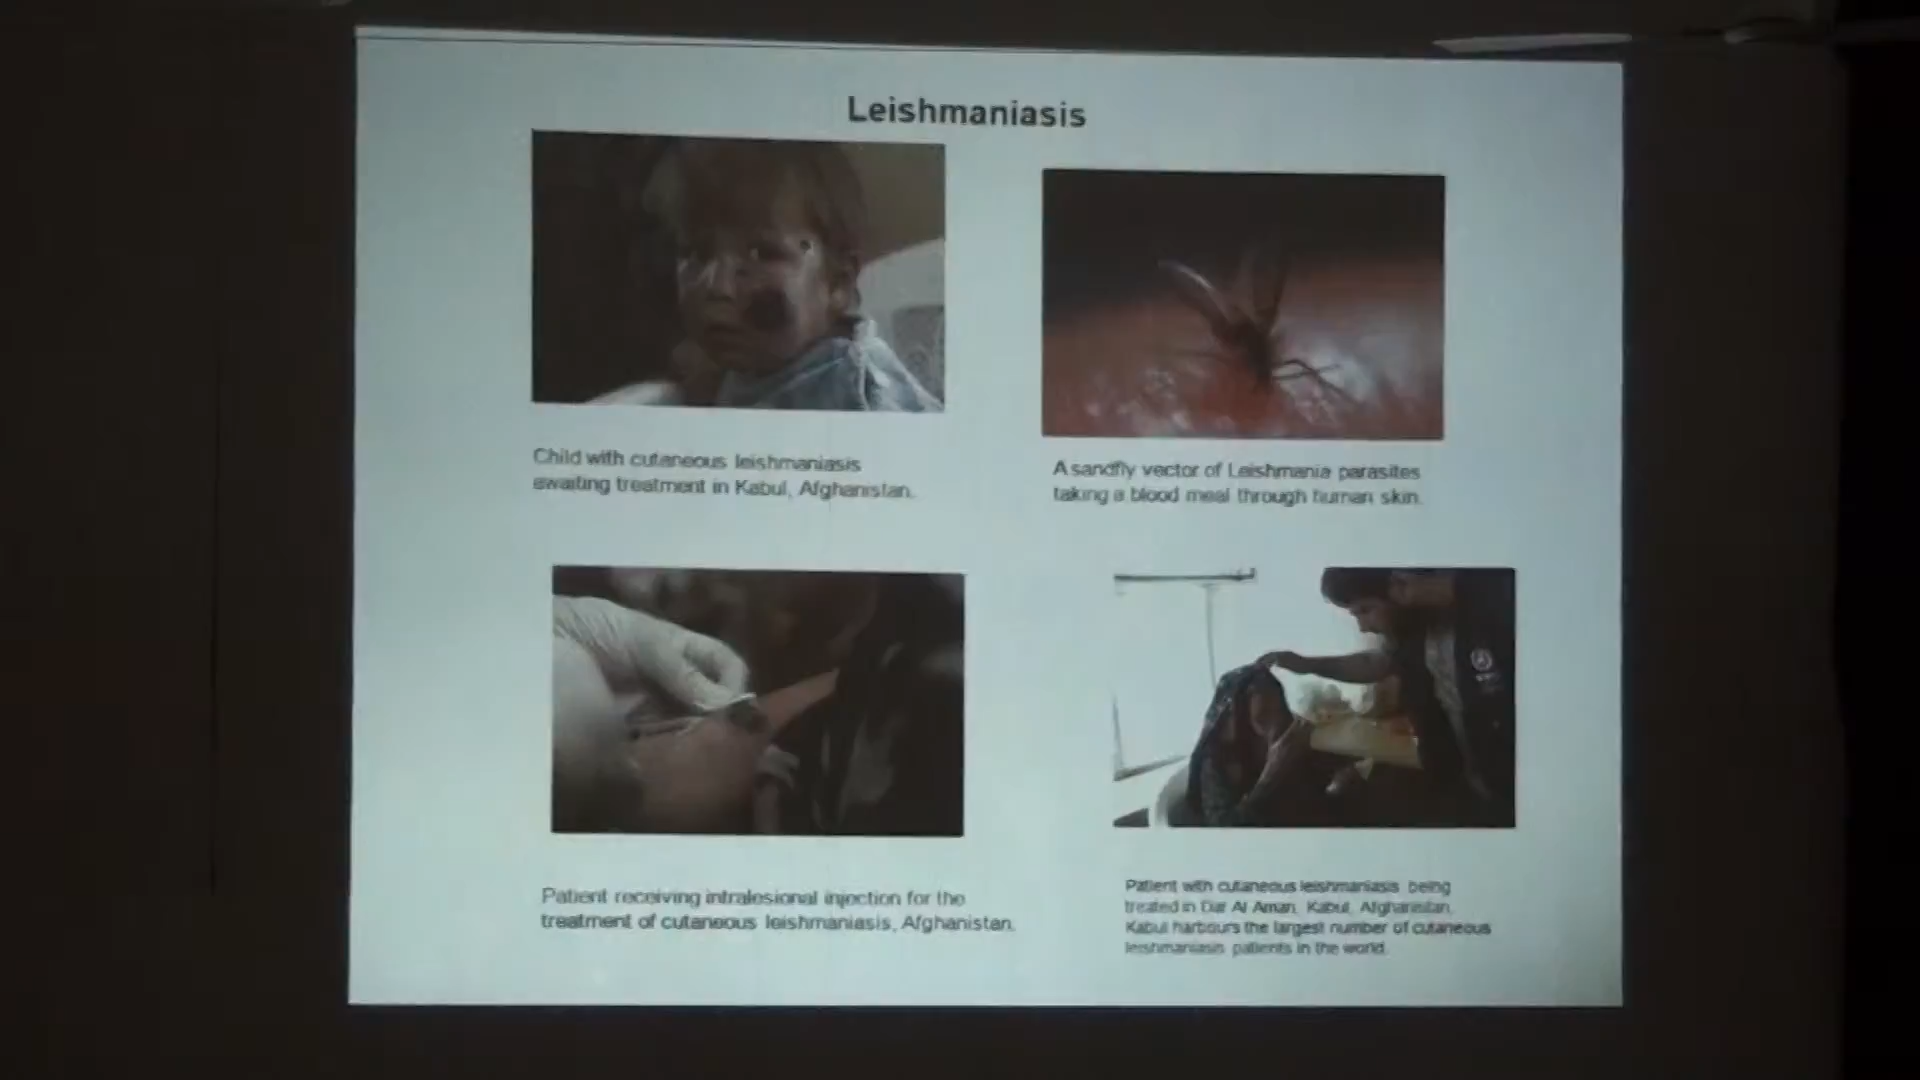 Leishmaniasis
Child with cutaneous leishmaniasis
awaiting treatment in Kabul, Afghanistan.
A sandfly vector of Leishmania parasites
taking a blood meal through human skin.
Patient receiving intralesional injection for the
treatment of cutaneous leishmaniasis, Afghanistan.
Patient with cutaneous leishmaniasis being
treated in Dar Al Aman, Kabul, Afghanistan.
Kabul harbours the largest number of cutaneous
leishmaniasis patients in the world.